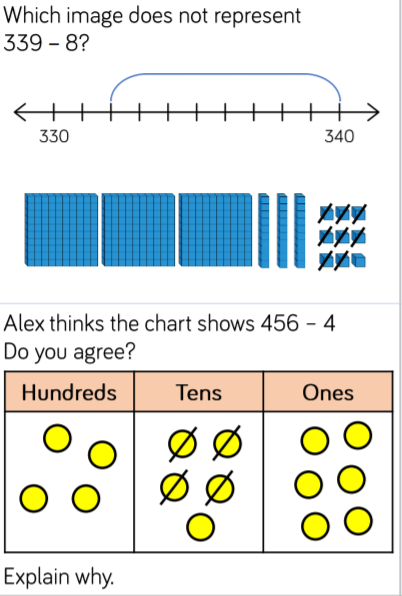 Which image does not represent
339 – 8?
330 340
Alex thinks the chart shows 456 – 4
Do you agree?
Hundreds Tens Ones
Explain why.